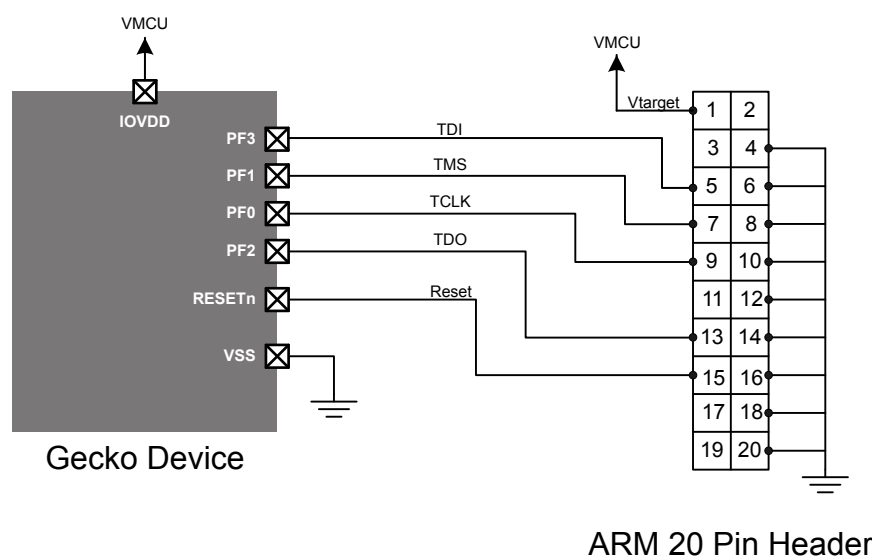 VMCU
VMCU
IOVDD
Vtarget
1 2
PF3 TDI
3 4
PF1 TMS
5 6
PF0 TCLK
7 8
PF2 TDO
9 10
RESETn Reset
11 12
13 14
VSS
15 16
17 18
19 20
Gecko Device
ARM 20 Pin Header